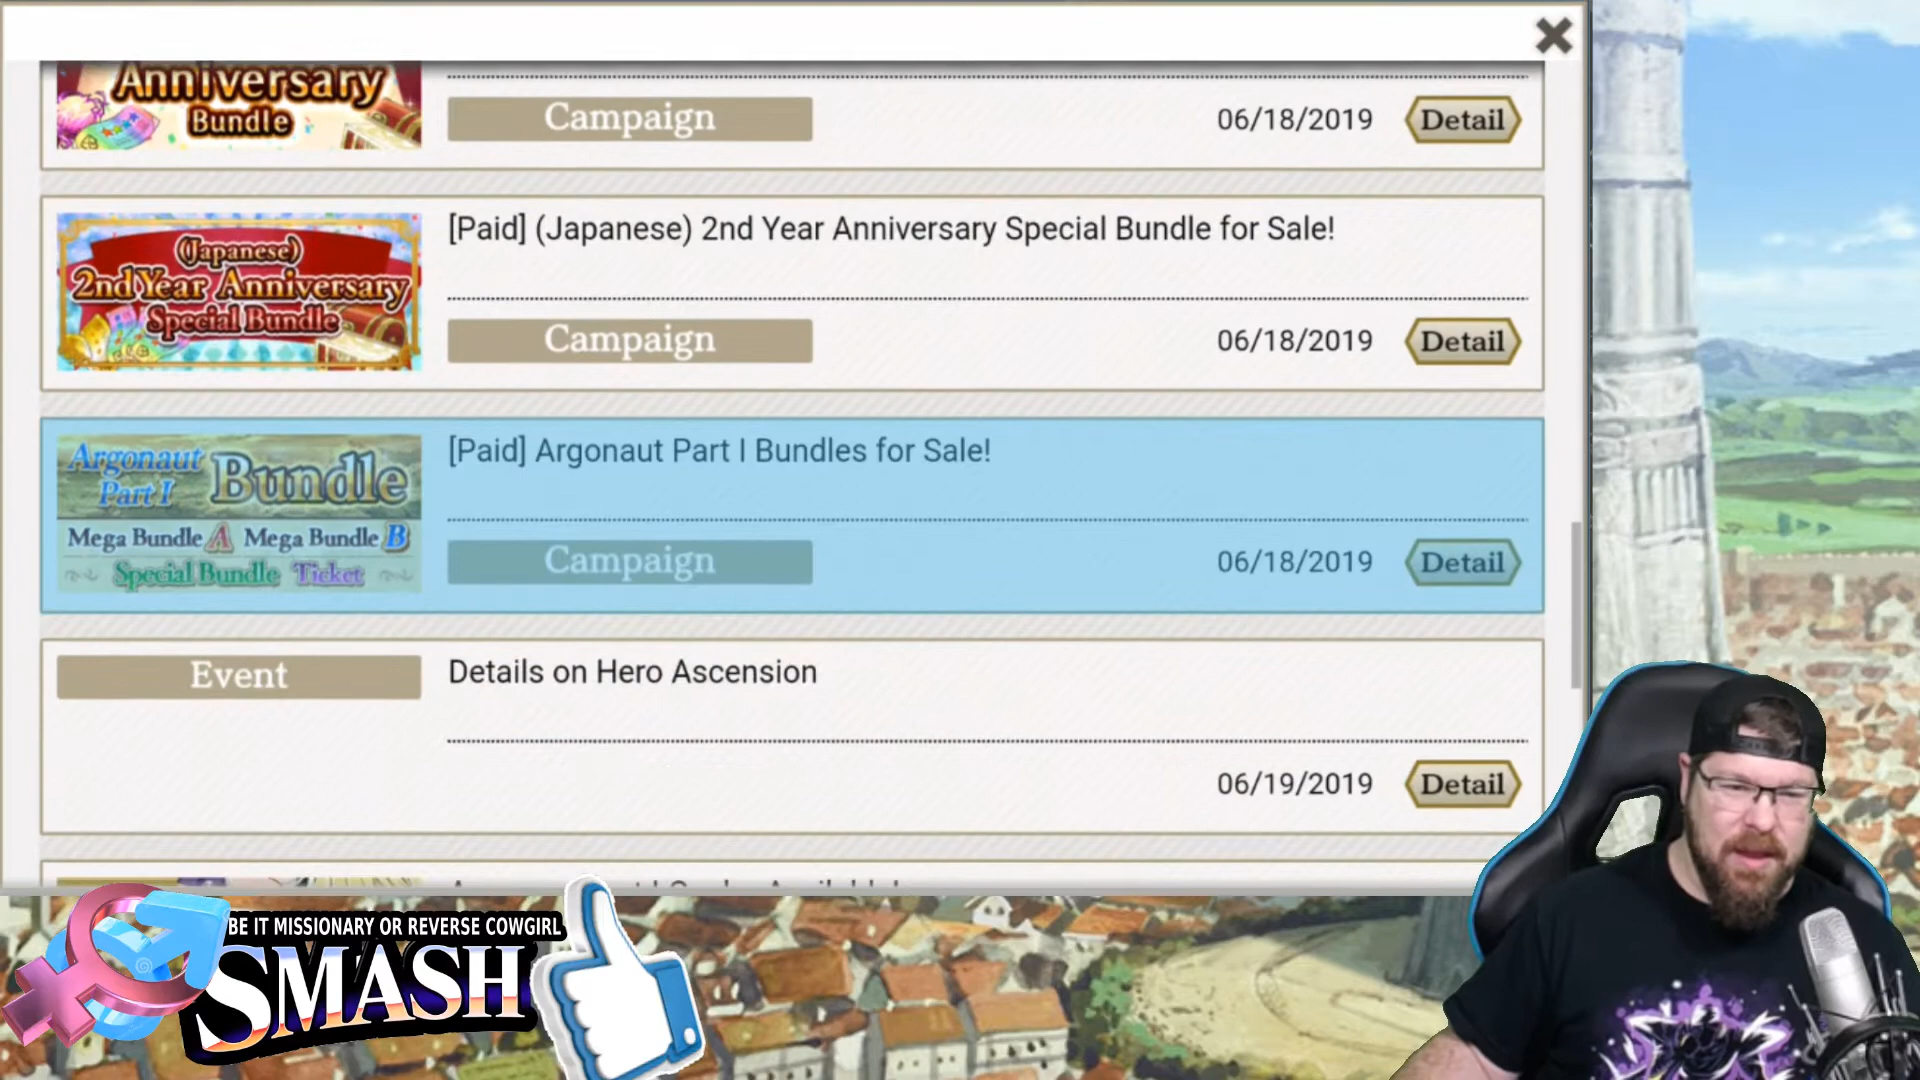 Anniversary
Bundle
Campaign
06/18/2019
Detail
(Japanese)
2nd Year Anniversary
Special Bundle
[Paid] (Japanese) 2nd Year Anniversary Special Bundle for Sale!
Campaign
06/18/2019
Detail
Argonaut
Part I
Bundle
Mega Bundle A Mega Bundle B
Special Bundle Ticket
[Paid] Argonaut Part I Bundles for Sale!
Campaign
06/18/2019
Detail
Event
Details on Hero Ascension
06/19/2019
Detail
BE IT MISSIONARY OR REVERSE COWGIRL
SMASH